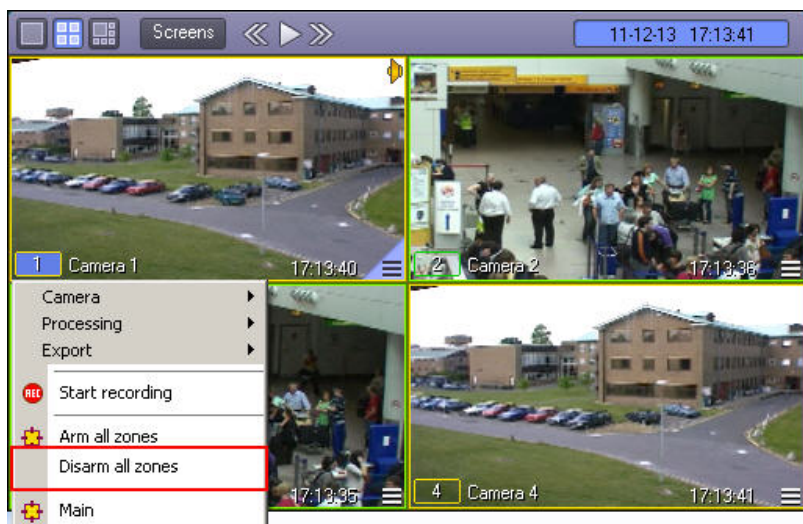 Screens
11-12-13 17:13:41
1 Camera 1 17:13:40
2 Camera 2 17:13:36
Camera
Processing
Export
REC Start recording
Arm all zones
Disarm all zones
Main
17:13:35
4 Camera 4 17:13:41